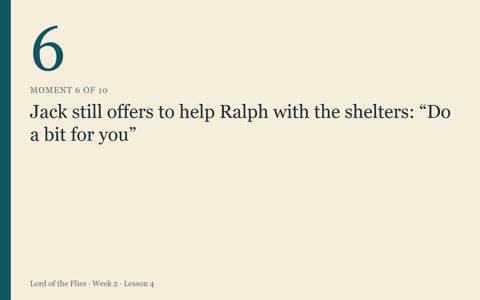 6
MOMENT 6 OF 10
Jack still offers to help Ralph with the shelters: “Do
a bit for you”
Lord of the Flies · Week 2 · Lesson 4